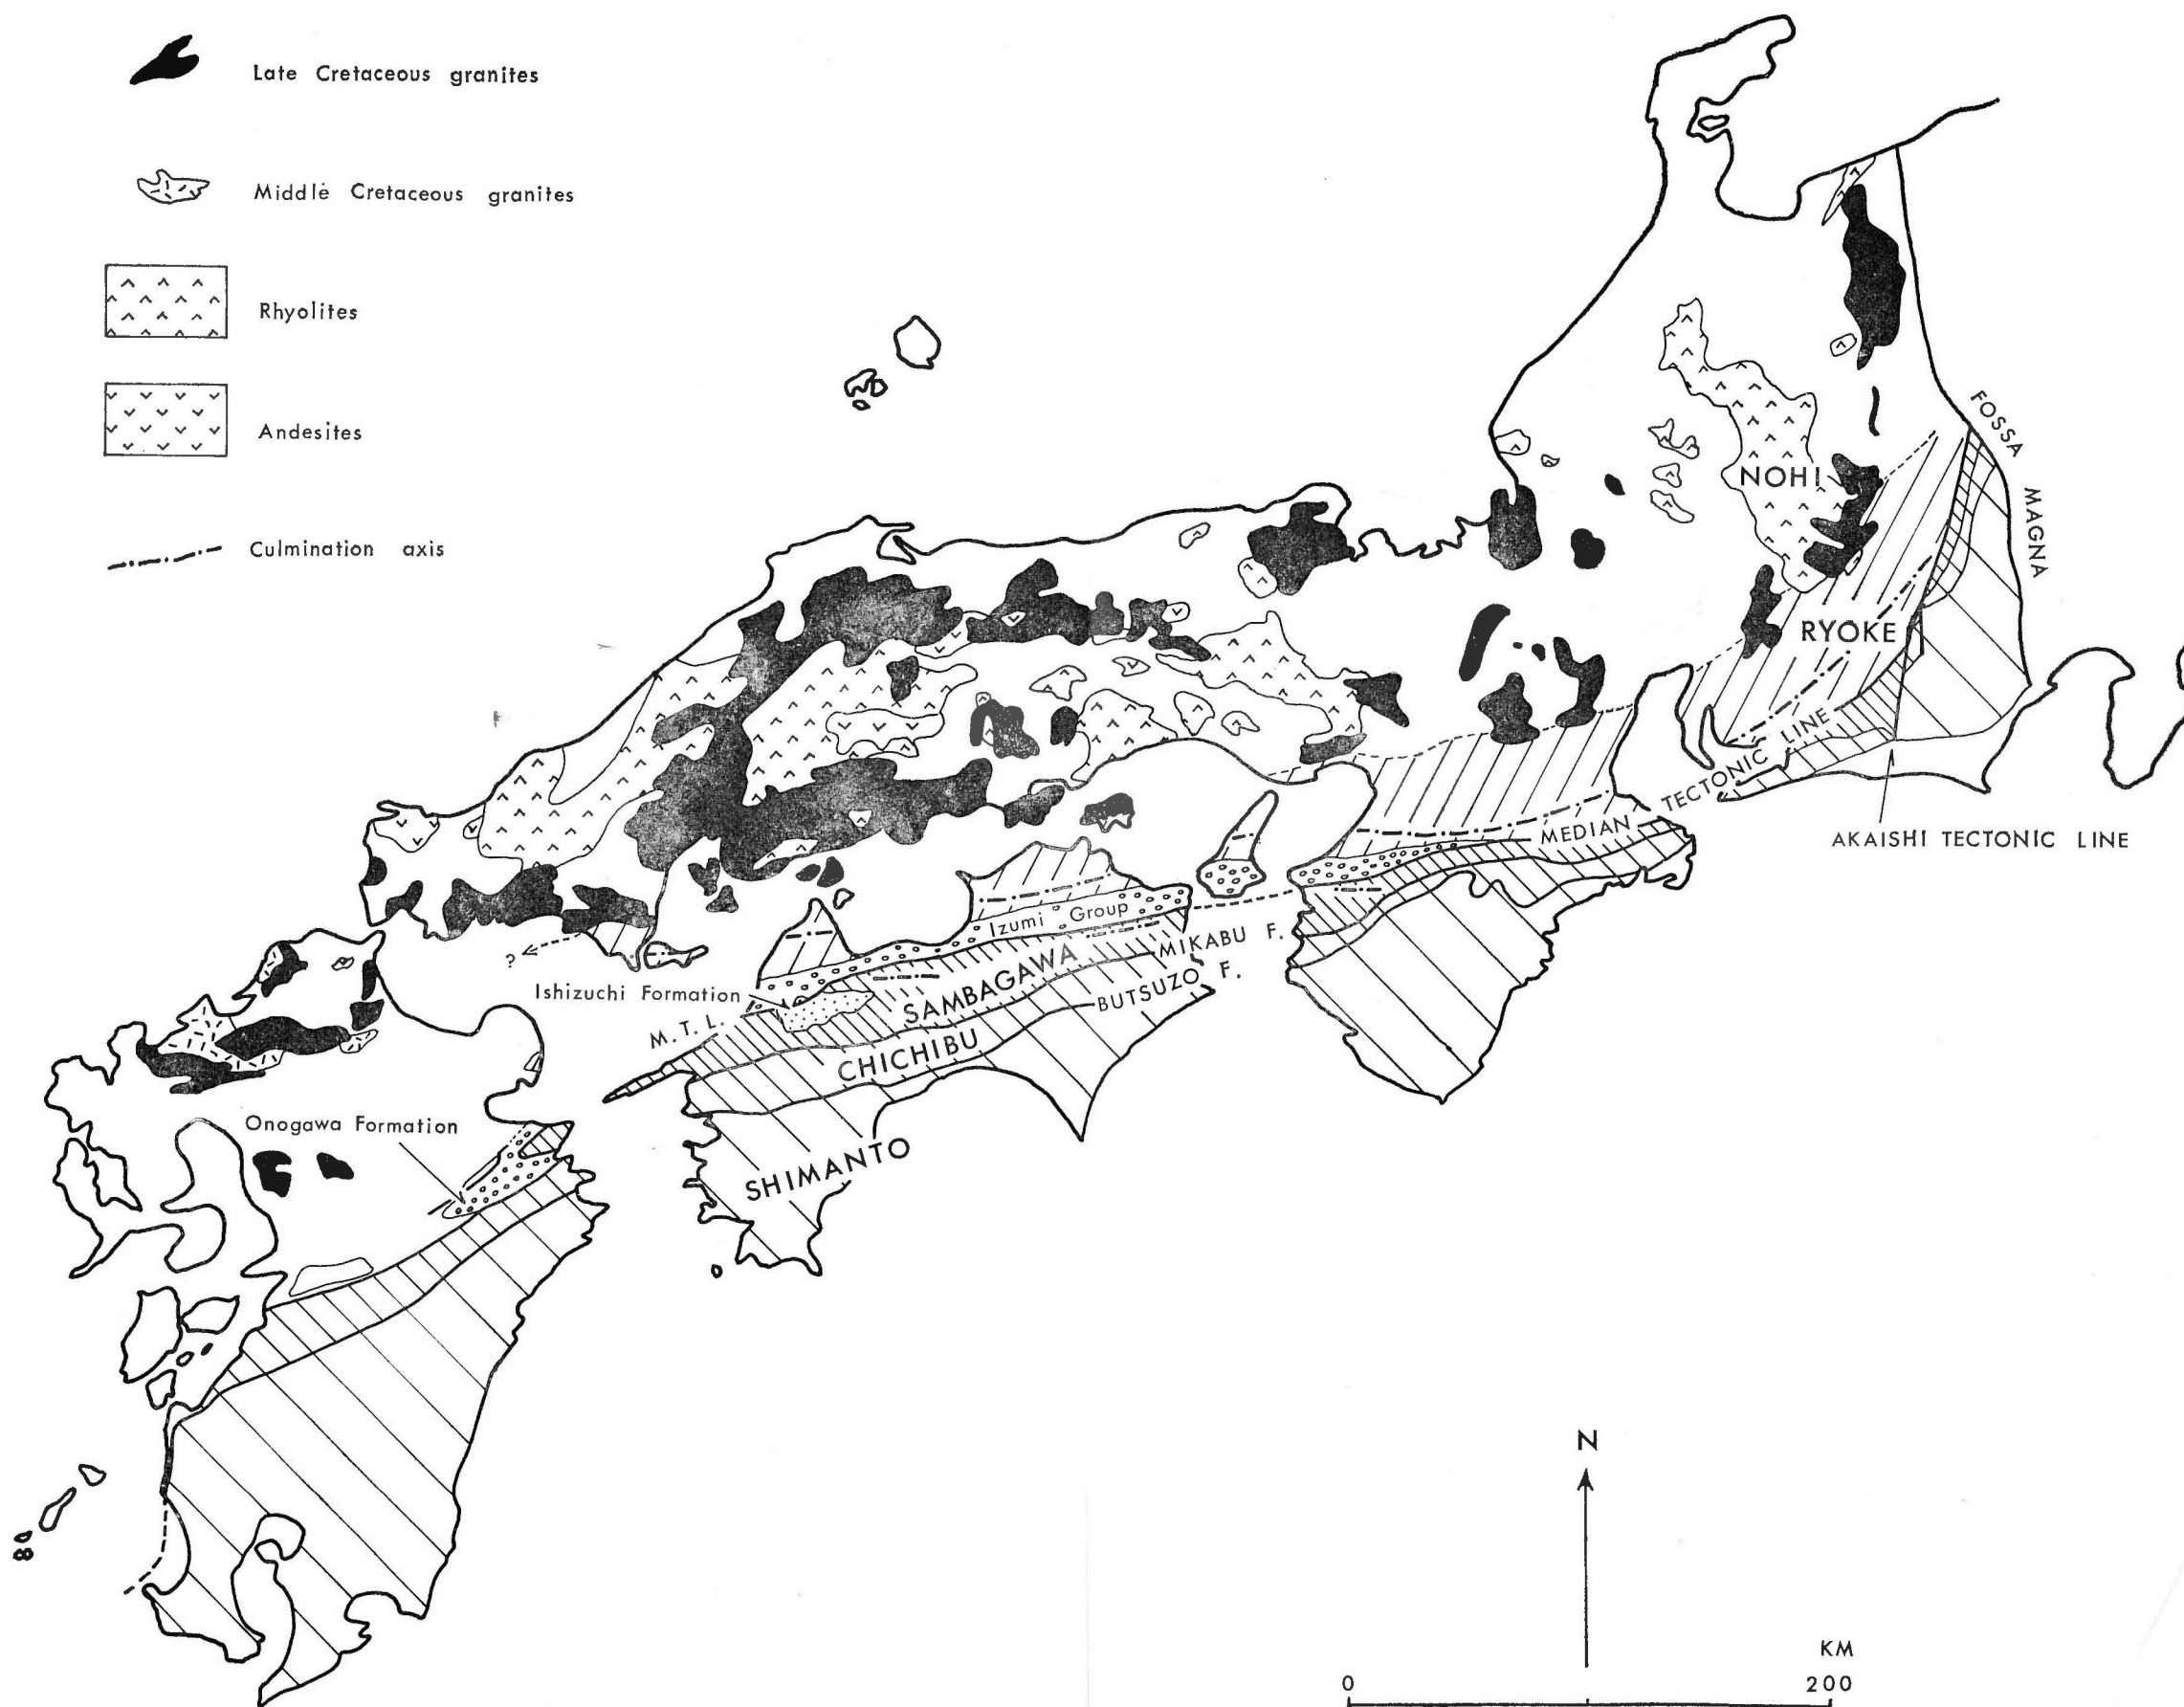 Late Cretaceous granites
Middle Cretaceous granites
Rhyolites
Andesites
Culmination axis
FOSSA
MAGNA
NOHI
RYOKE
MEDIAN TECTONIC LINE
AKAISHI TECTONIC LINE
Izumi Group
MIKABU F.
?
Ishizuchi Formation
SAMBAGAWA
BUTSUZO F.
M. T. L.
CHICHIBU
Onogawa Formation
SHIMANTO
N
KM
0 200